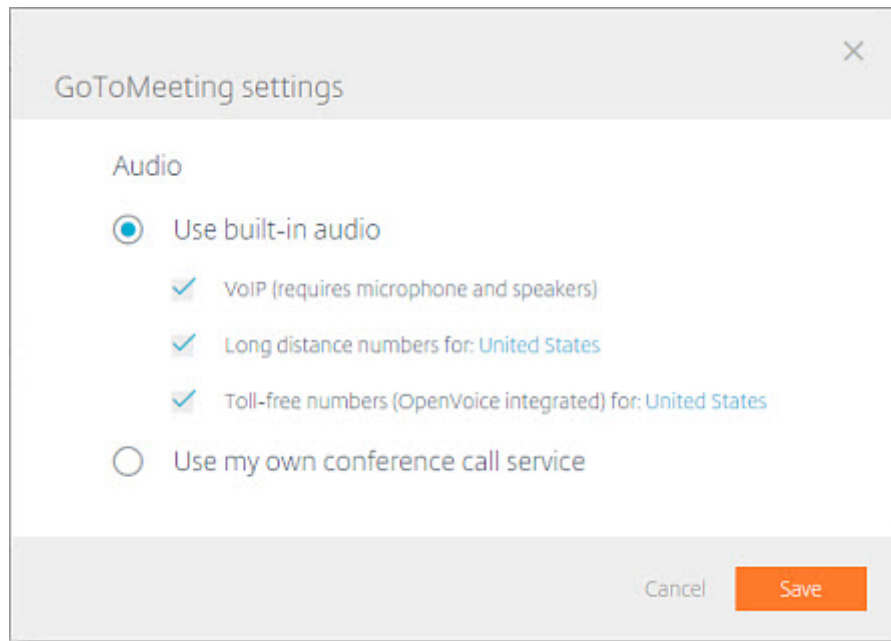 GoToMeeting settings
Audio
Use built-in audio
VoIP (requires microphone and speakers)
Long distance numbers for: United States
Toll-free numbers (OpenVoice integrated) for: United States
Use my own conference call service
Cancel Save